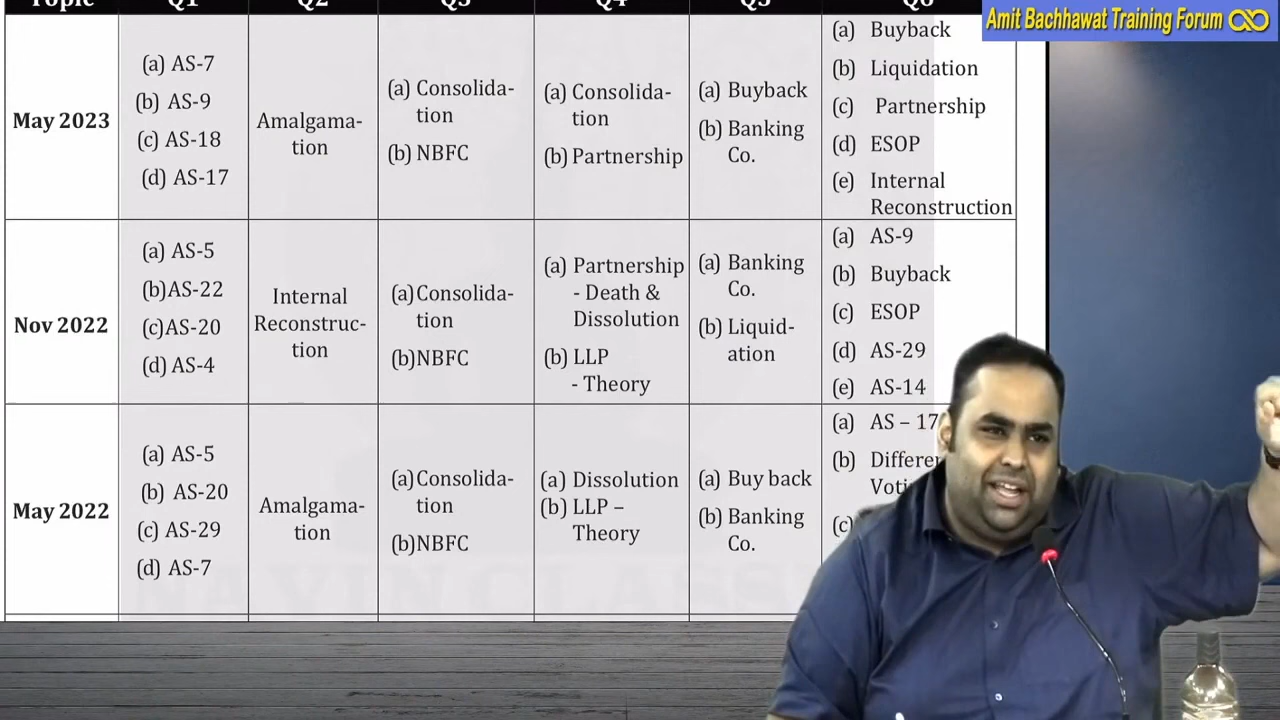 Topic Q1 Q2 Q3 Q4 Q5 Q6
Amit Bachhawat Training Forum
May 2023
(a) AS-7
(b) AS-9
(c) AS-18
(d) AS-17
Amalgama-
tion
(a) Consolida-
tion
(b) NBFC
(a) Consolida-
tion
(b) Partnership
(a) Buyback
(b) Banking
Co.
(a) Buyback
(b) Liquidation
(c) Partnership
(d) ESOP
(e) Internal
Reconstruction
Nov 2022
(a) AS-5
(b)AS-22
(c)AS-20
(d) AS-4
Internal
Reconstruc-
tion
(a)Consolida-
tion
(b)NBFC
(a) Partnership
- Death &
Dissolution
(b) LLP
- Theory
(a) Banking
Co.
(b) Liquid-
ation
(a) AS-9
(b) Buyback
(c) ESOP
(d) AS-29
(e) AS-14
May 2022
(a) AS-5
(b) AS-20
(c) AS-29
(d) AS-7
Amalgama-
tion
(a)Consolida-
tion
(b)NBFC
(a) Dissolution
(b) LLP –
Theory
(a) Buy back
(b) Banking
Co.
(a) AS – 17
(b)
(c)